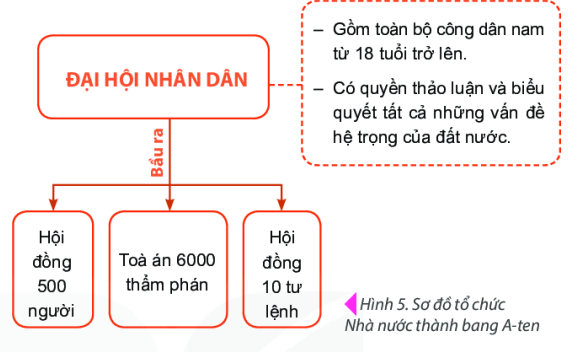 ĐẠI HỘI NHÂN DÂN
– Gồm toàn bộ công dân nam
từ 18 tuổi trở lên.
– Có quyền thảo luận và biểu
quyết tất cả những vấn đề
hệ trọng của đất nước.
Bầu ra
Hội
đồng
500
người
Toà án 6000
thẩm phán
Hội
đồng
10 tư
lệnh
Hình 5. Sơ đồ tổ chức
Nhà nước thành bang A-ten